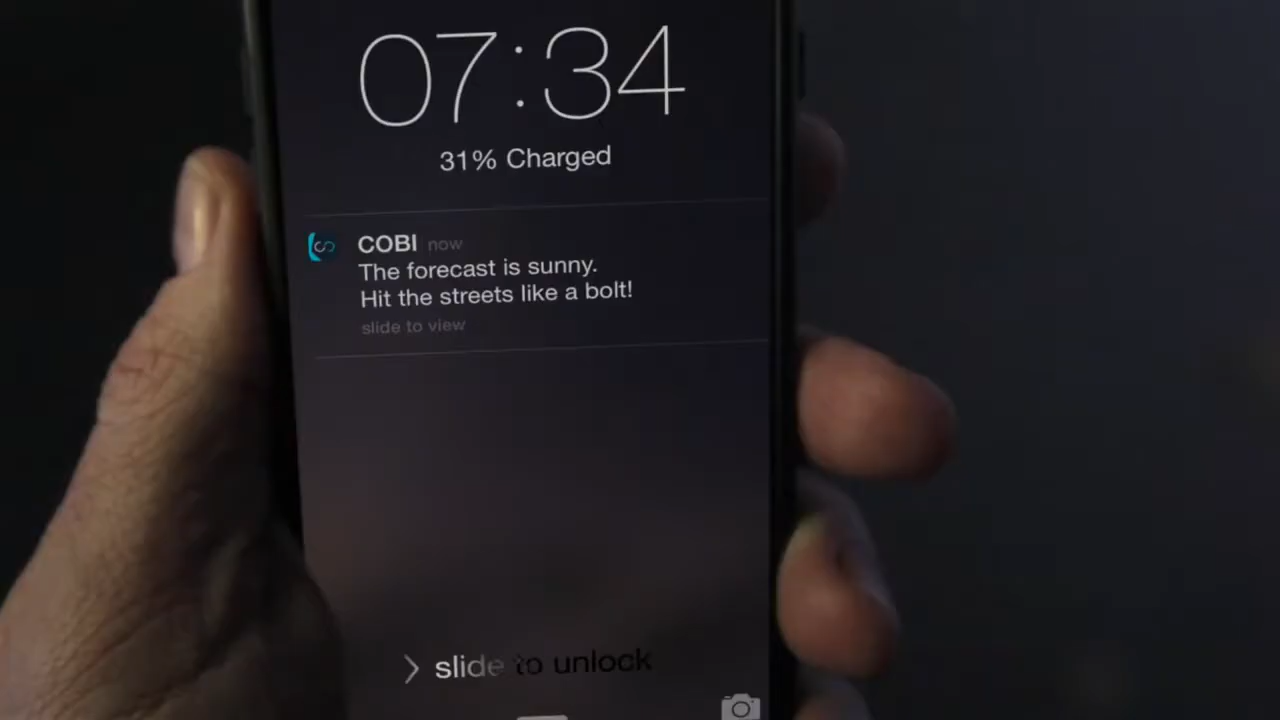 07:34
31% Charged
COBI now
The forecast is sunny.
Hit the streets like a bolt!
slide to view
slide to unlock